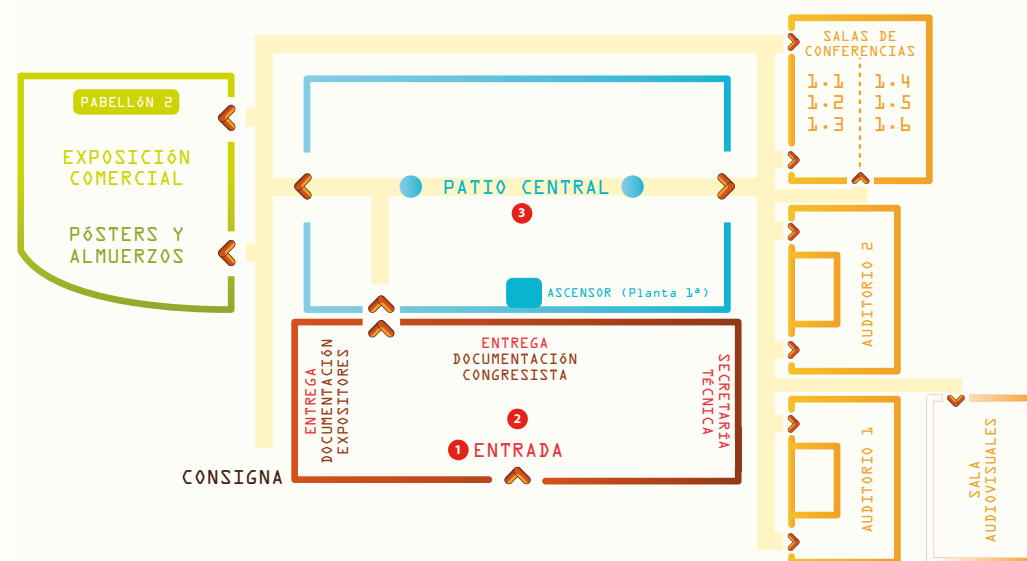 SALAS DE
CONFERENCIAS
1.1 1.4
1.2 1.5
1.3 1.6
PABELLÓN 2
EXPOSICIÓN
COMERCIAL
PÓSTERS Y
ALMUERZOS
PATIO CENTRAL
3
ASCENSOR (Planta 1ª)
AUDITORIO 2
ENTREGA
DOCUMENTACIÓN
EXPOSITORES
ENTREGA
DOCUMENTACIÓN
CONGRESISTA
SECRETARÍA
TÉCNICA
2
1 ENTRADA
CONSIGNA
AUDITORIO 1
SALA
AUDIOVISUALES